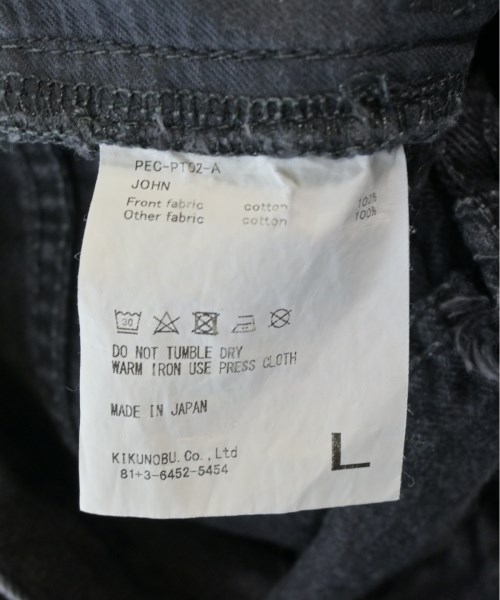 PEC-PT02-A
JOHN
Front fabric cotton 100%
Other fabric cotton 100%
30
DO NOT TUMBLE DRY
WARM IRON USE PRESS CLOTH
MADE IN JAPAN
KIKUNOBU. Co., Ltd
81+3-6452-5454
L